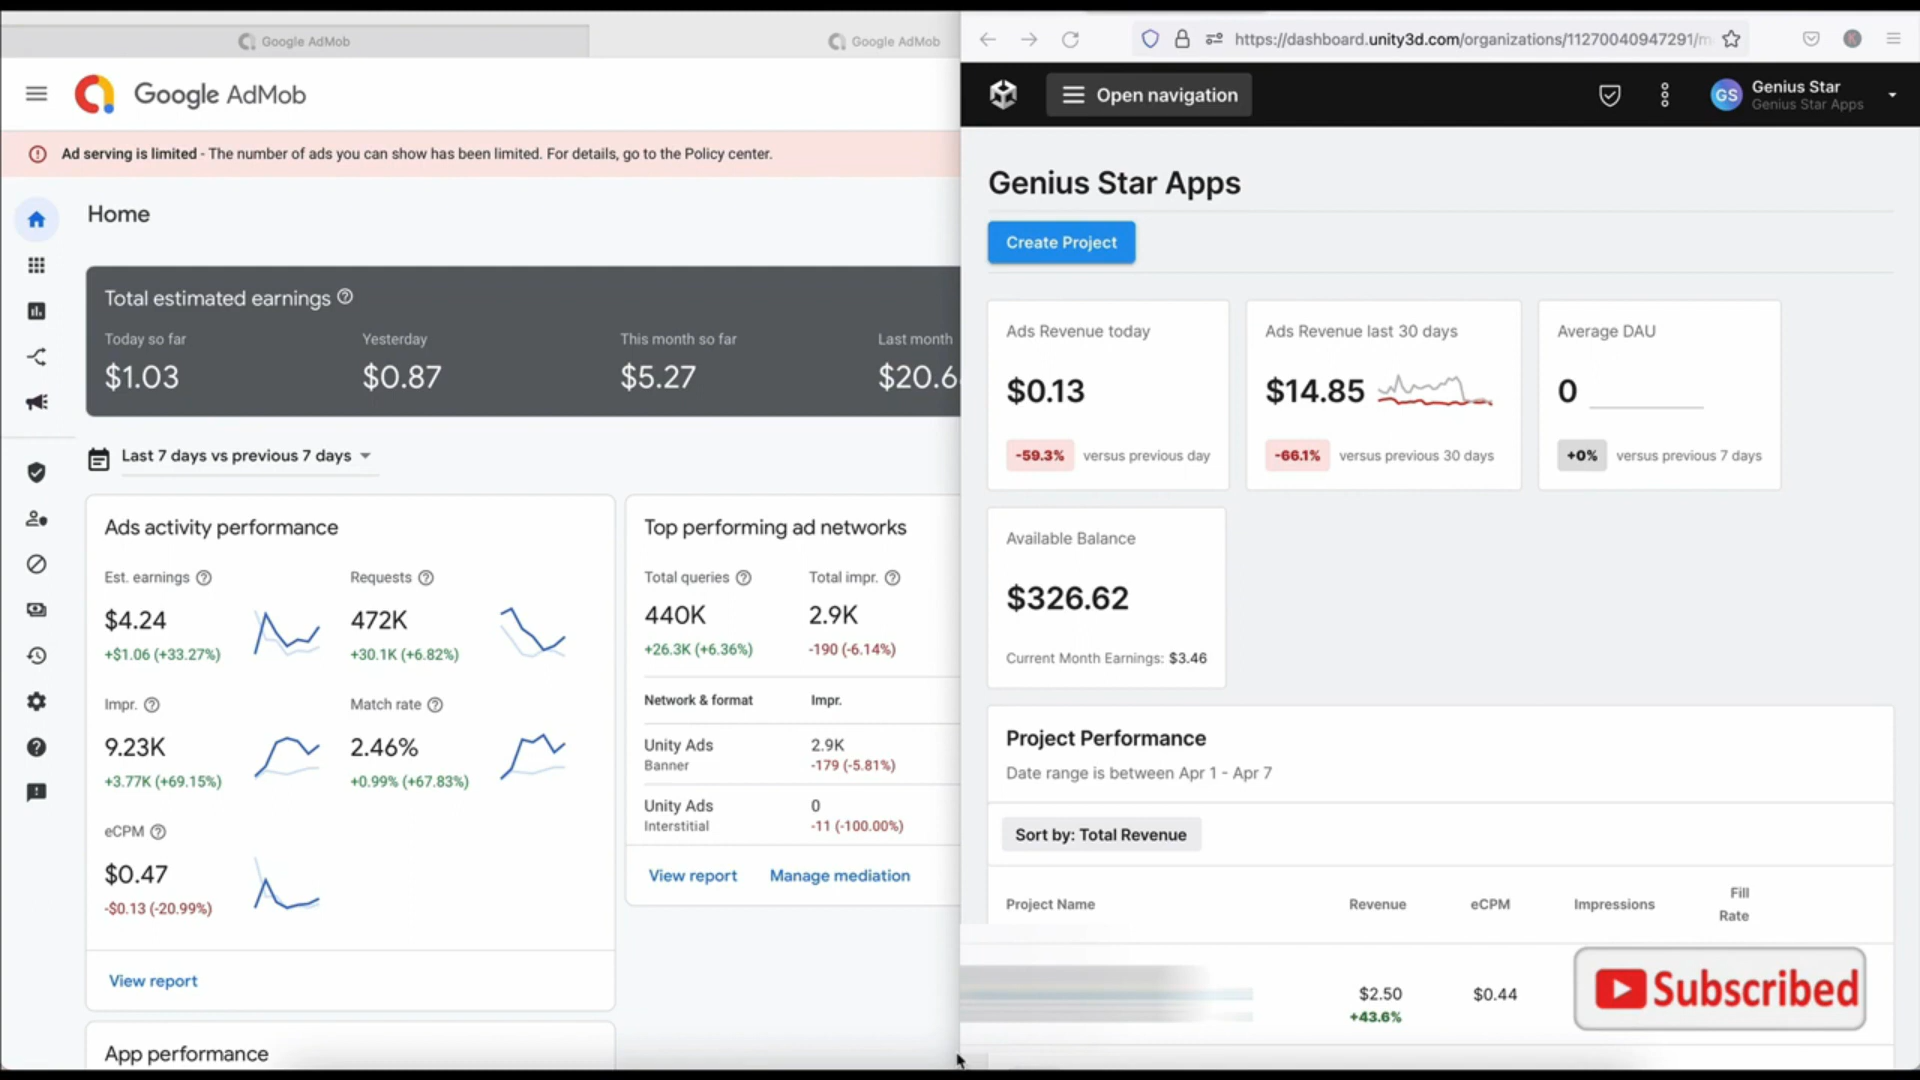 Google AdMob
Google AdMob
https://dashboard.unity3d.com/organizations/11270040947291/m
Google AdMob
Open navigation
GS
Genius Star
Genius Star Apps
Ad serving is limited - The number of ads you can show has been limited. For details, go to the Policy center.
Home
Total estimated earnings
Today so far
$1.03
Yesterday
$0.87
This month so far
$5.27
Last month
$20.6
Last 7 days vs previous 7 days
Ads activity performance
Est. earnings
$4.24
+$1.06 (+33.27%)
Requests
472K
+30.1K (+6.82%)
Impr.
9.23K
+3.77K (+69.15%)
Match rate
2.46%
+0.99% (+67.83%)
eCPM
$0.47
-$0.13 (-20.99%)
View report
App performance
Top performing ad networks
Total queries
440K
+26.3K (+6.36%)
Total impr.
2.9K
-190 (-6.14%)
Network & format
Impr.
Unity Ads
Banner
2.9K
-179 (-5.81%)
Unity Ads
Interstitial
0
-11 (-100.00%)
View report
Manage mediation
Genius Star Apps
Create Project
Ads Revenue today
$0.13
-59.3% versus previous day
Ads Revenue last 30 days
$14.85
-66.1% versus previous 30 days
Average DAU
0
+0% versus previous 7 days
Available Balance
$326.62
Current Month Earnings: $3.46
Project Performance
Date range is between Apr 1 - Apr 7
Sort by: Total Revenue
Project Name
Revenue
eCPM
Impressions
Fill
Rate
$2.50
+43.6%
$0.44
Subscribed